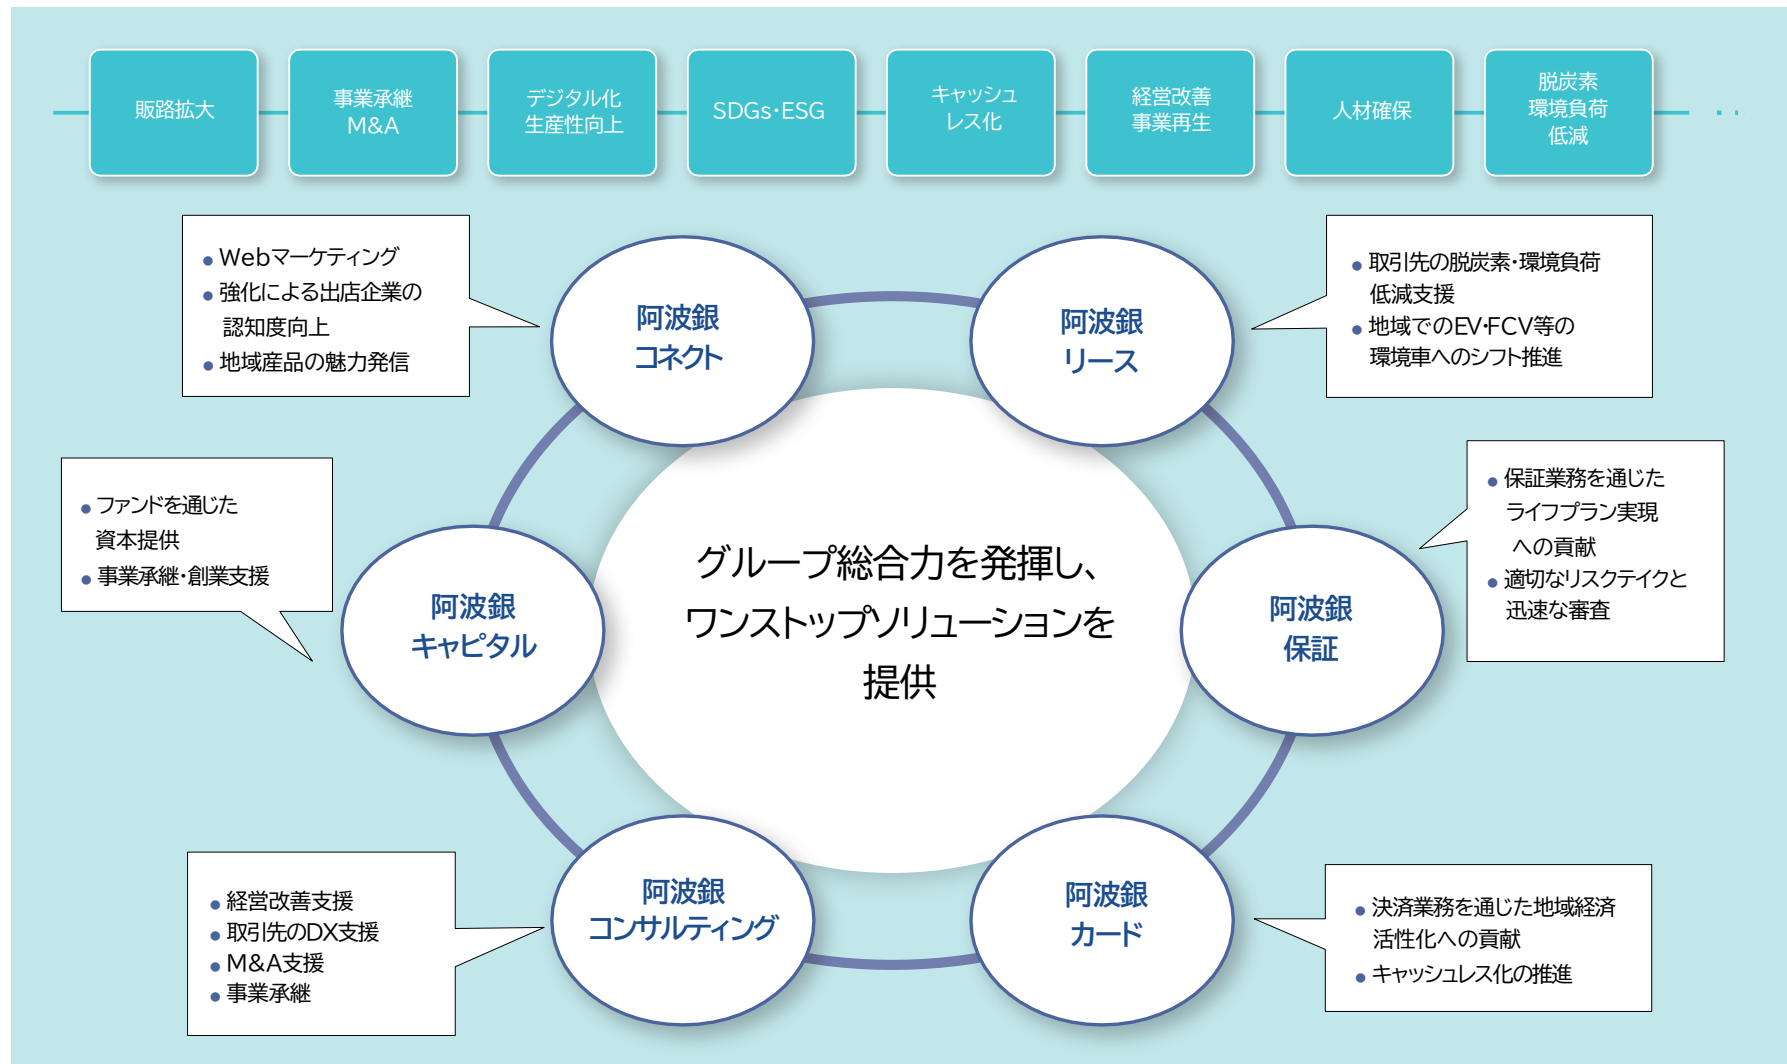 販路拡大
事業承継
M&A
デジタル化
生産性向上
SDGs・ESG
キャッシュ
レス化
経営改善
事業再生
人材確保
脱炭素
環境負荷
低減
・・
● Webマーケティング
● 強化による出店企業の
認知度向上
● 地域産品の魅力発信
阿波銀
コネクト
阿波銀
リース
● 取引先の脱炭素・環境負荷
低減支援
● 地域でのEV・FCV等の
環境車へのシフト推進
● ファンドを通じた
資本提供
● 事業承継・創業支援
阿波銀
キャピタル
グループ総合力を発揮し、
ワンストップソリューションを
提供
阿波銀
保証
● 保証業務を通じた
ライフプラン実現
への貢献
● 適切なリスクテイクと
迅速な審査
● 経営改善支援
● 取引先のDX支援
● M&A支援
● 事業承継
阿波銀
コンサルティング
阿波銀
カード
● 決済業務を通じた地域経済
活性化への貢献
● キャッシュレス化の推進